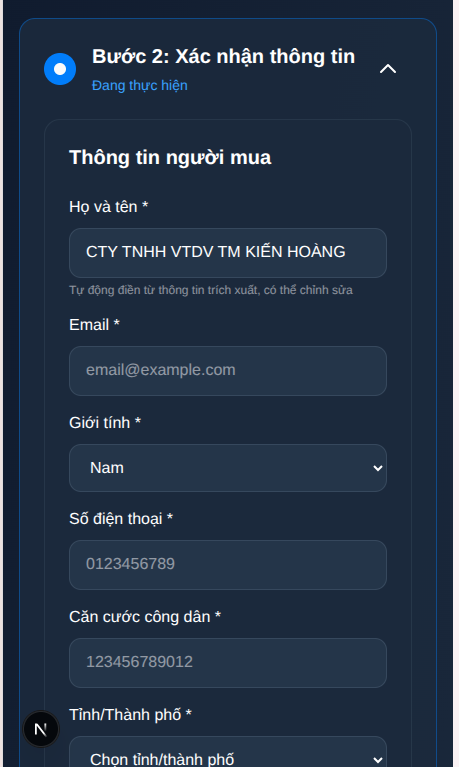 Bước 2: Xác nhận thông tin
Đang thực hiện
Thông tin người mua
Họ và tên *
CTY TNHH VTDV TM KIẾN HOÀNG
Tự động điền từ thông tin trích xuất, có thể chỉnh sửa
Email *
email@example.com
Giới tính *
Nam
Số điện thoại *
0123456789
Căn cước công dân *
123456789012
Tỉnh/Thành phố *
N
Chọn tỉnh/thành phố